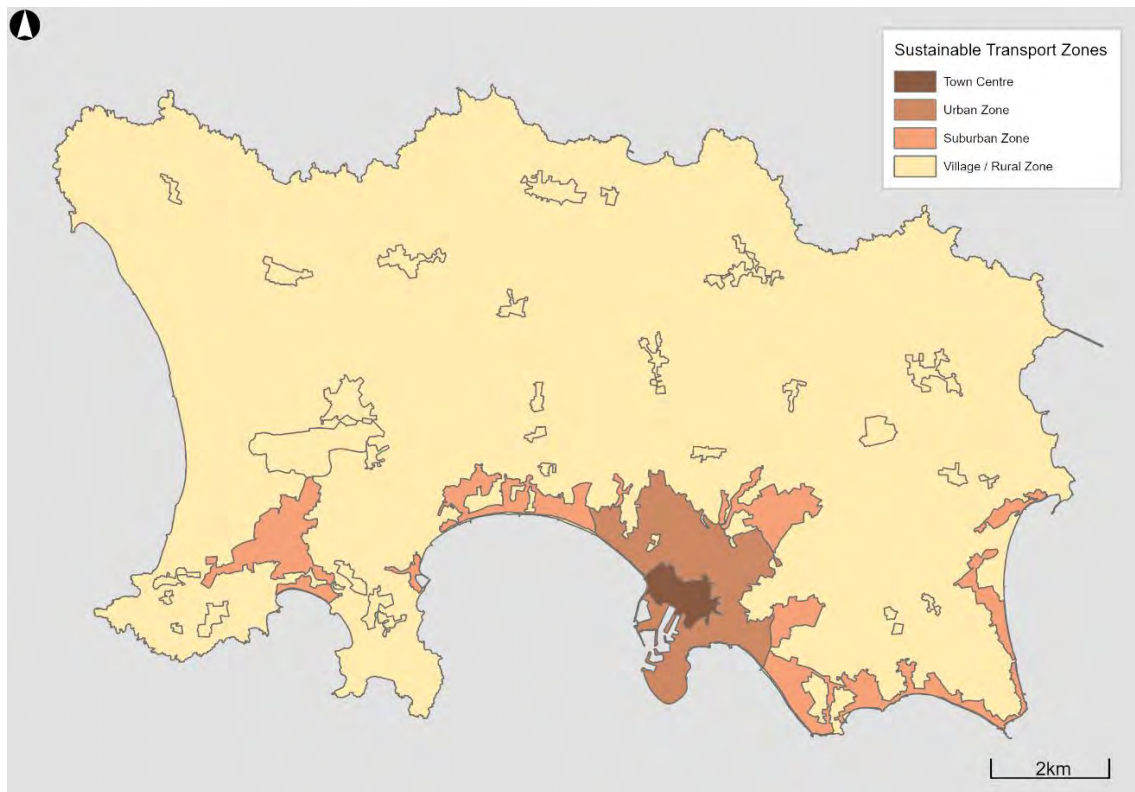 Sustainable Transport Zones
Town Centre
Urban Zone
Suburban Zone
Village / Rural Zone
2km